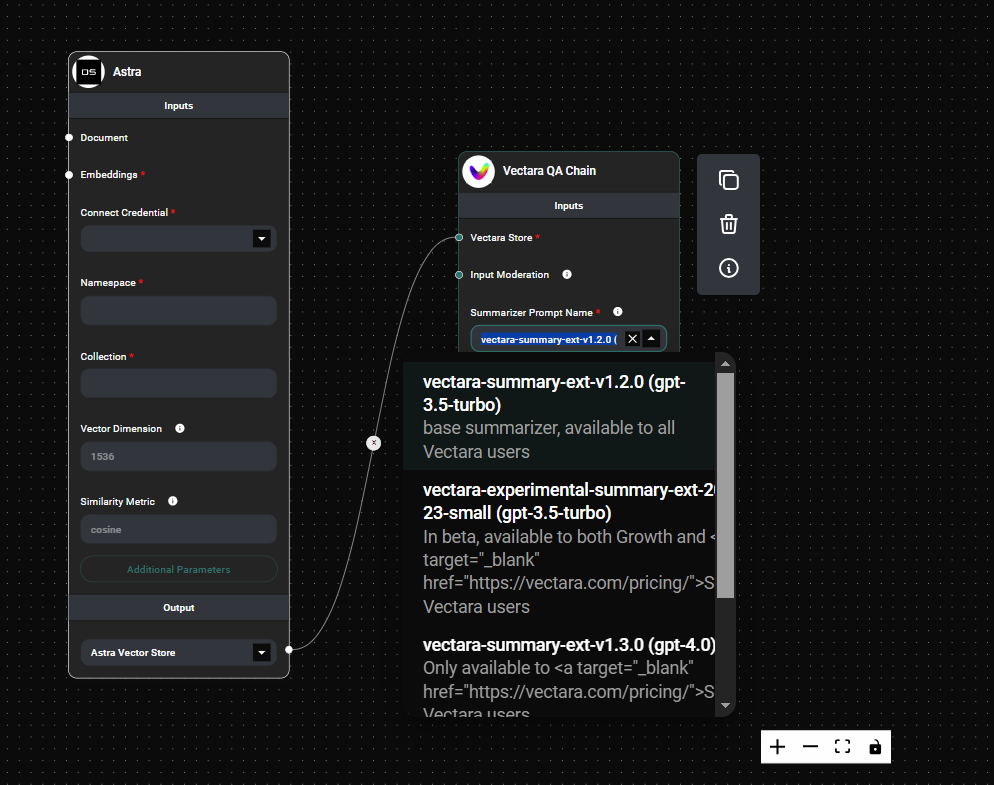 DS
Astra
Inputs
Document
Embeddings *
Connect Credential *
Namespace *
Collection *
Vector Dimension
1536
Similarity Metric
cosine
Additional Parameters
Output
Astra Vector Store
x
Vectara QA Chain
Inputs
Vectara Store *
Input Moderation
Summarizer Prompt Name *
vectara-summary-ext-v1.2.0 (
vectara-summary-ext-v1.2.0 (gpt-
3.5-turbo)
base summarizer, available to all
Vectara users
vectara-experimental-summary-ext-20
23-small (gpt-3.5-turbo)
In beta, available to both Growth and <
target="_blank"
href="https://vectara.com/pricing/">S
Vectara users
vectara-summary-ext-v1.3.0 (gpt-4.0)
Only available to <a target="_blank"
href="https://vectara.com/pricing/">S
Vectara users